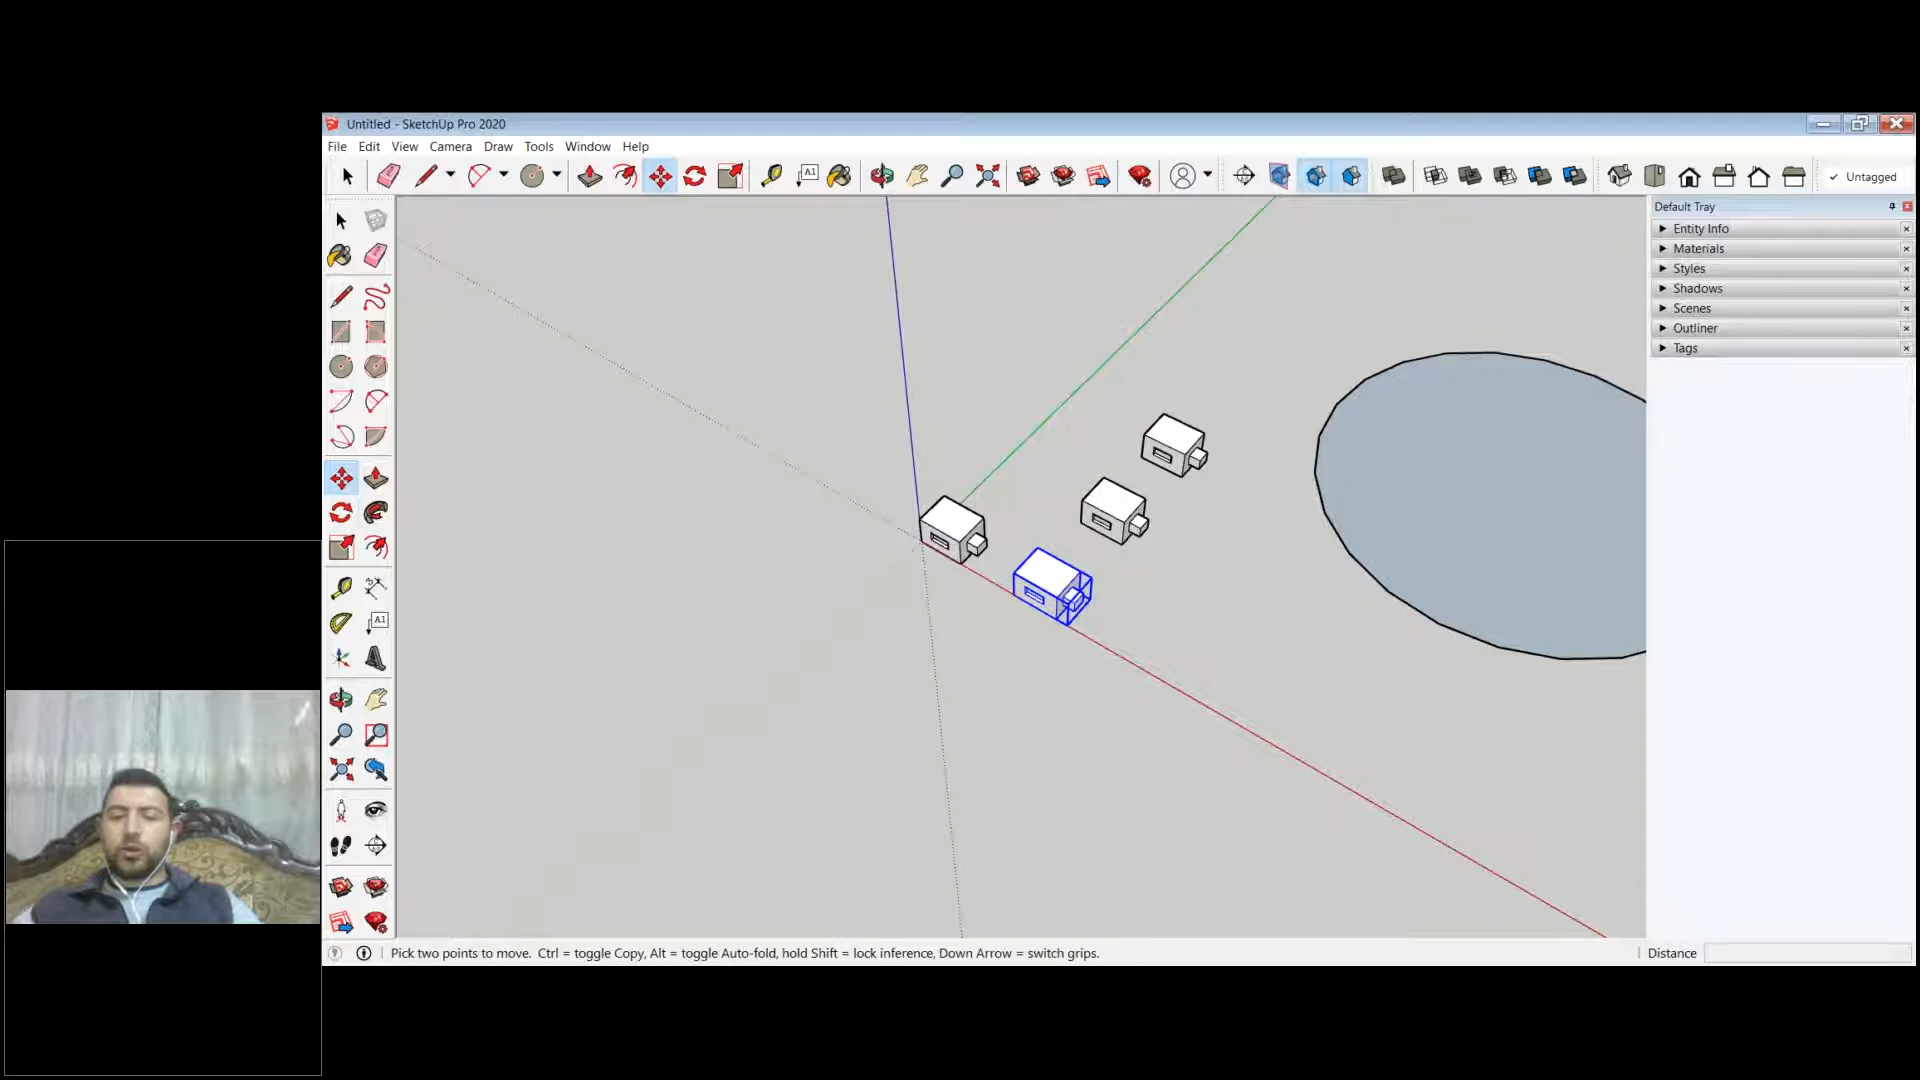 Untitled - SketchUp Pro 2020
File Edit View Camera Draw Tools Window Help
A1
Untagged
Default Tray
Entity Info
Materials
Styles
Shadows
Scenes
Outliner
Tags
A1
Pick two points to move. Ctrl = toggle Copy, Alt = toggle Auto-fold, hold Shift = lock inference, Down Arrow = switch grips.
Distance